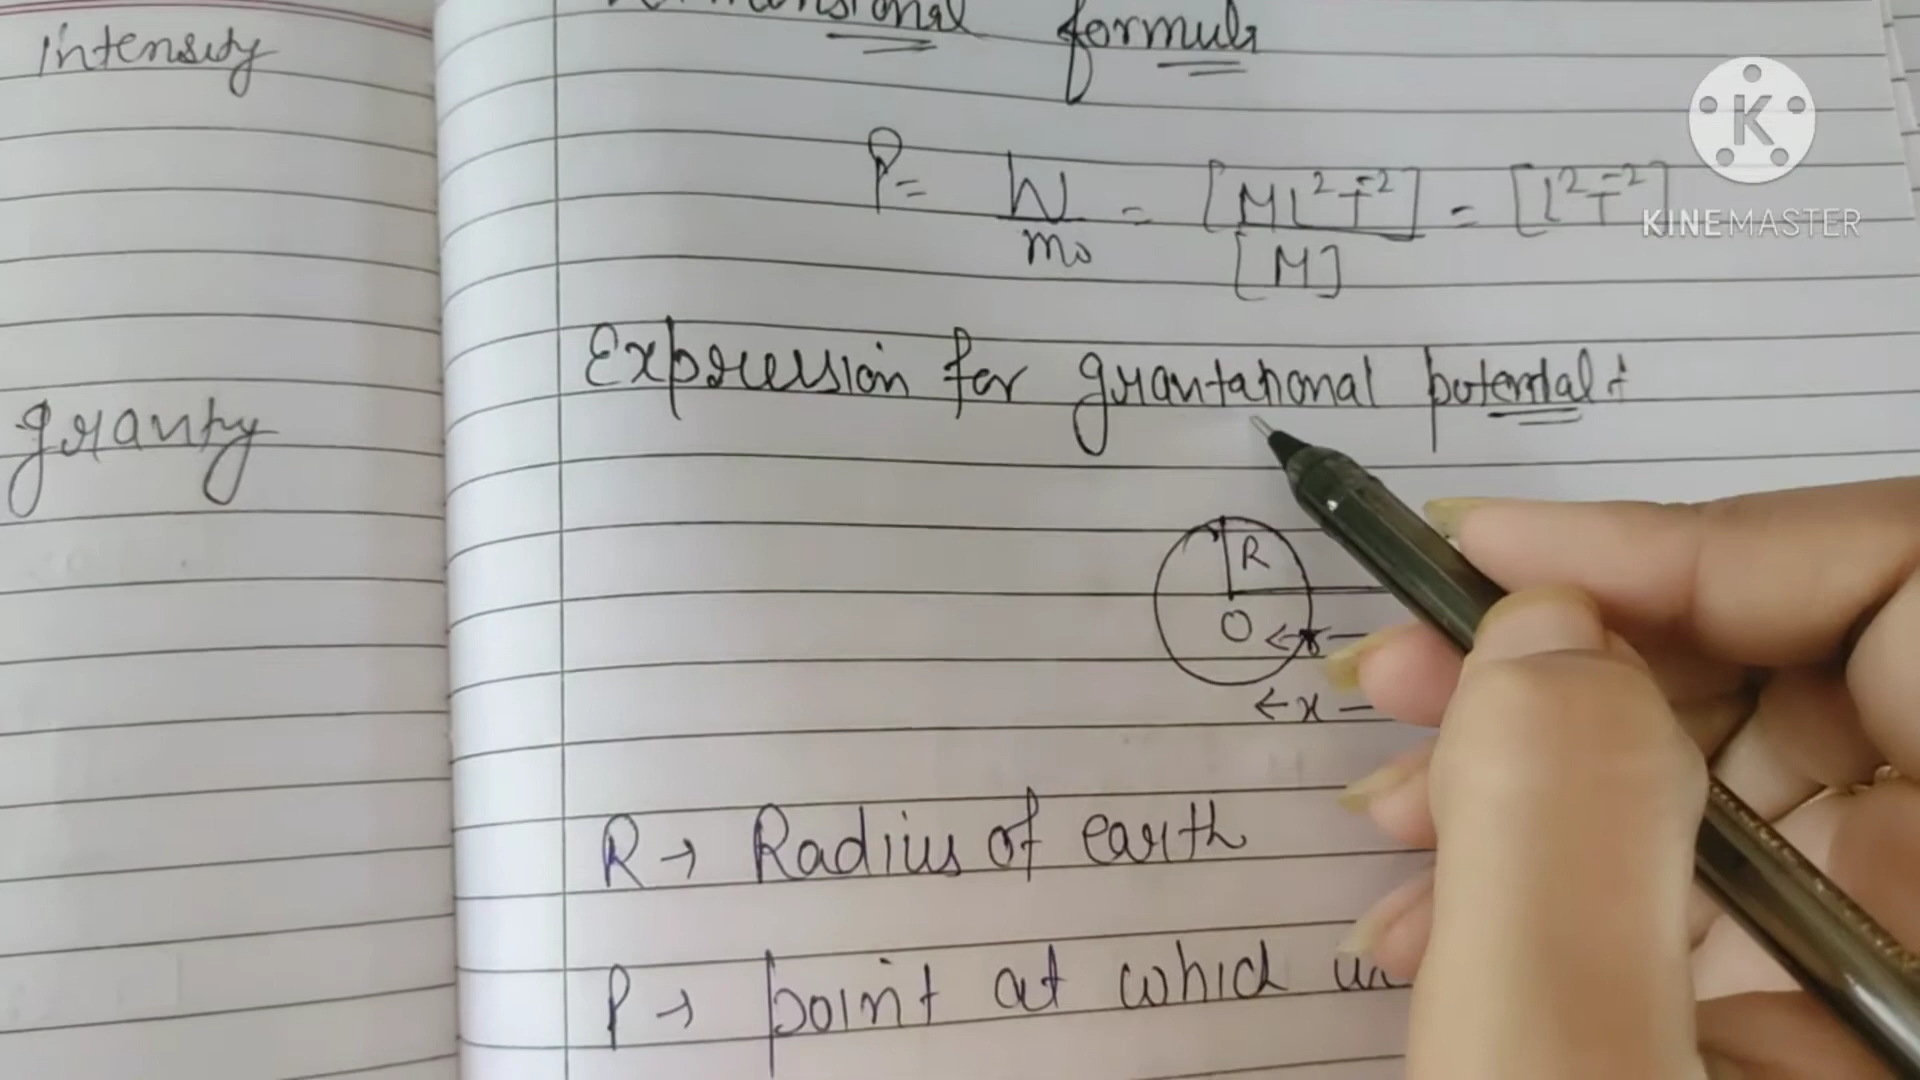 intensity
gravity
formula
P = W/m₀ = [ML²T⁻²]/[M] = [L²T⁻²]
Expression for gravitational potential :
R
O
← r —
← x —
R → Radius of earth
P → point at which
K
KINEMASTER